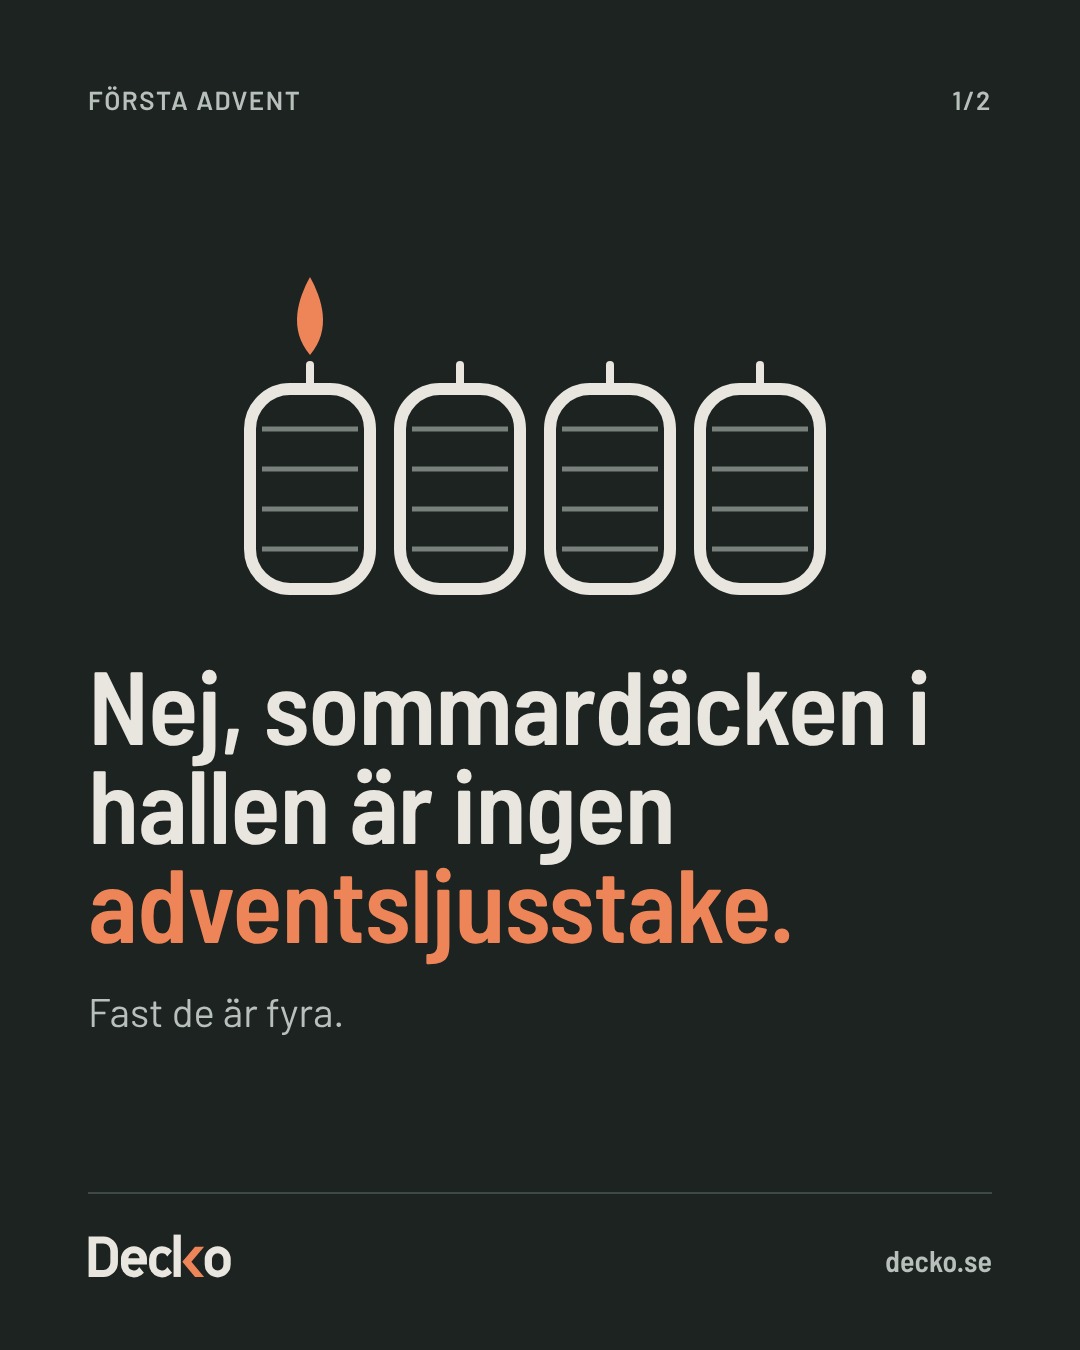 FÖRSTA ADVENT
1/2
Nej, sommardäcken i
hallen är ingen
adventsljusstake.
Fast de är fyra.
Decko
decko.se